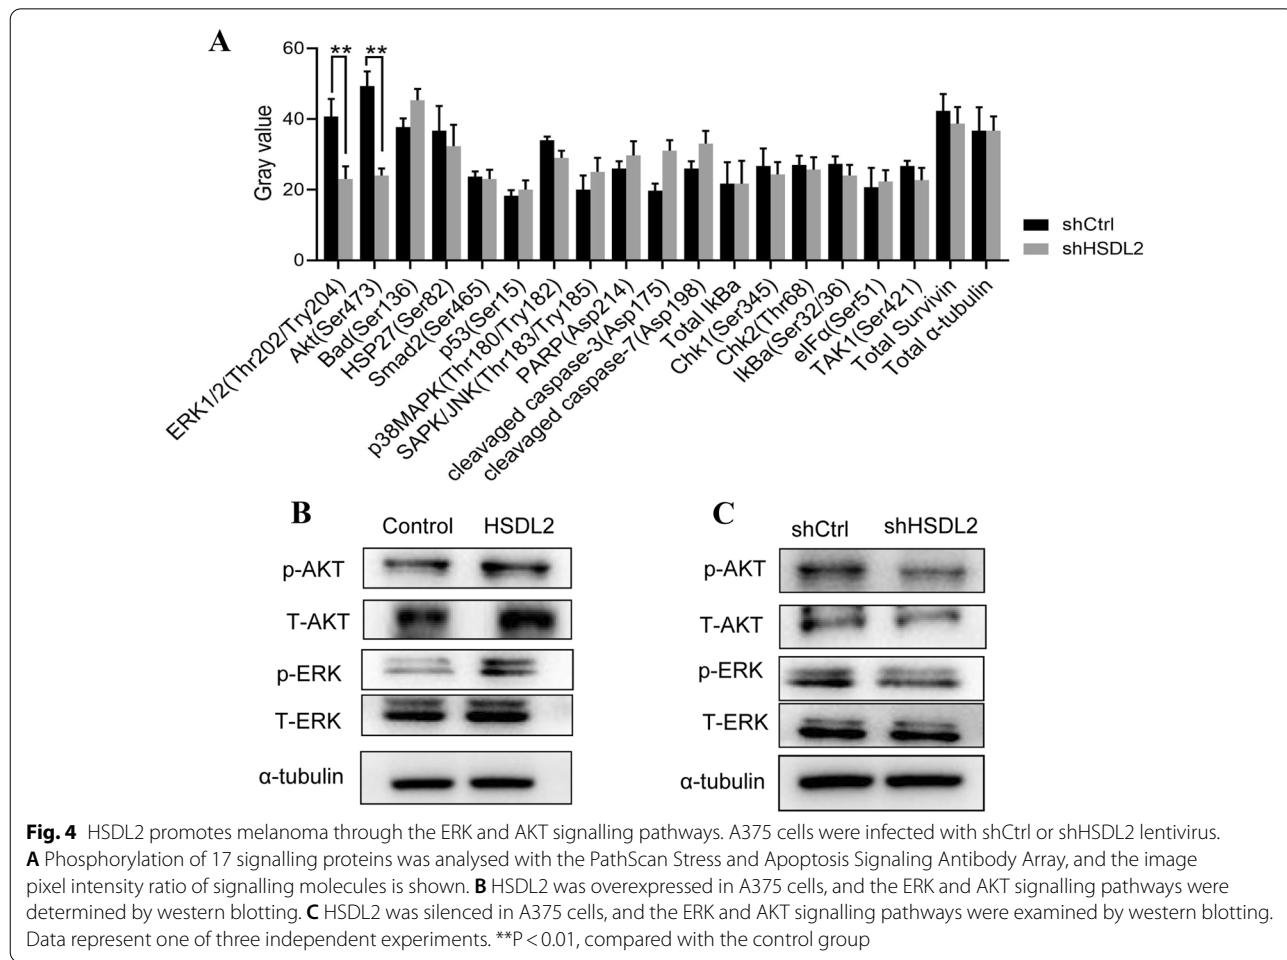 A
60
40
20
0
Gray value
**
**
shCtrl
shHSDL2
ERK1/2(Thr202/Try204)
Akt(Ser473)
Bad(Ser136)
HSP27(Ser82)
Smad2(Ser465)
p53(Ser15)
p38MAPK(Thr180/Try182)
SAPK/JNK(Thr183/Try185)
PARP(Asp214)
cleavaged caspase-3(Asp175)
cleavaged caspase-7(Asp198)
Total IkBa
Chk1(Ser345)
Chk2(Thr68)
IkBa(Ser32/36)
eIFα(Ser51)
TAK1(Ser421)
Total Survivin
Total α-tubulin
B
Control HSDL2
p-AKT
T-AKT
p-ERK
T-ERK
α-tubulin
C
shCtrl shHSDL2
p-AKT
T-AKT
p-ERK
T-ERK
α-tubulin
Fig. 4 HSDL2 promotes melanoma through the ERK and AKT signalling pathways. A375 cells were infected with shCtrl or shHSDL2 lentivirus.
A Phosphorylation of 17 signalling proteins was analysed with the PathScan Stress and Apoptosis Signaling Antibody Array, and the image
pixel intensity ratio of signalling molecules is shown. B HSDL2 was overexpressed in A375 cells, and the ERK and AKT signalling pathways were
determined by western blotting. C HSDL2 was silenced in A375 cells, and the ERK and AKT signalling pathways were examined by western blotting.
Data represent one of three independent experiments. **P < 0.01, compared with the control group